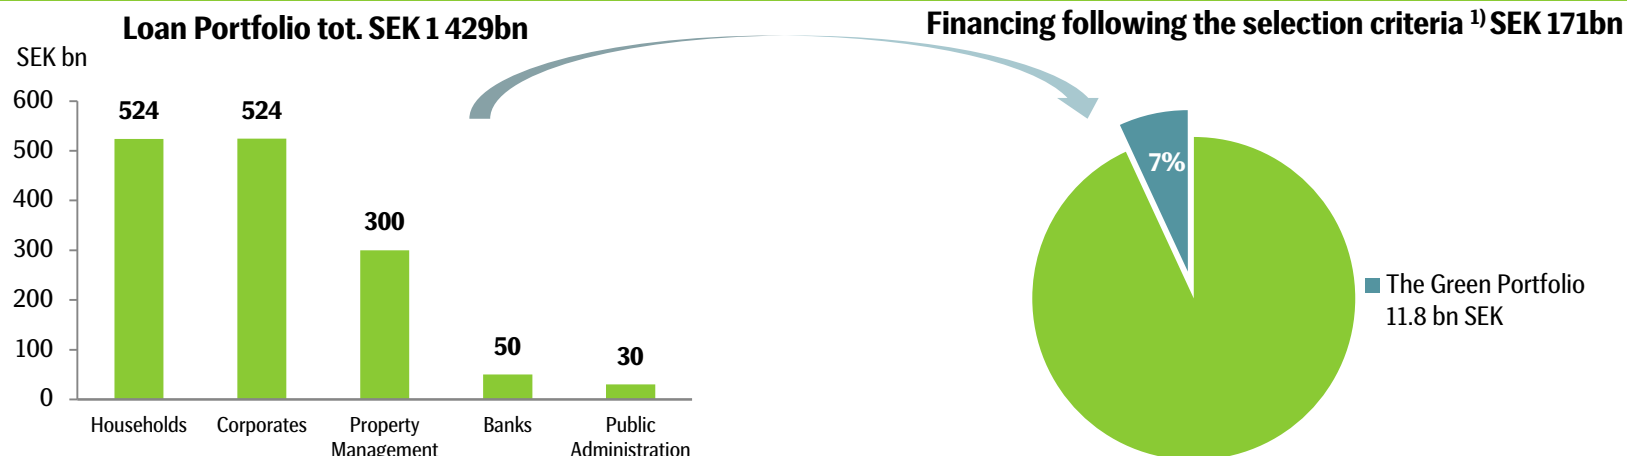 Loan Portfolio tot. SEK 1 429bn
SEK bn
600
500
400
300
200
100
0
524
524
300
50
30
Households
Corporates
Property
Management
Banks
Public
Administration
Financing following the selection criteria 1) SEK 171bn
7%
The Green Portfolio
11.8 bn SEK